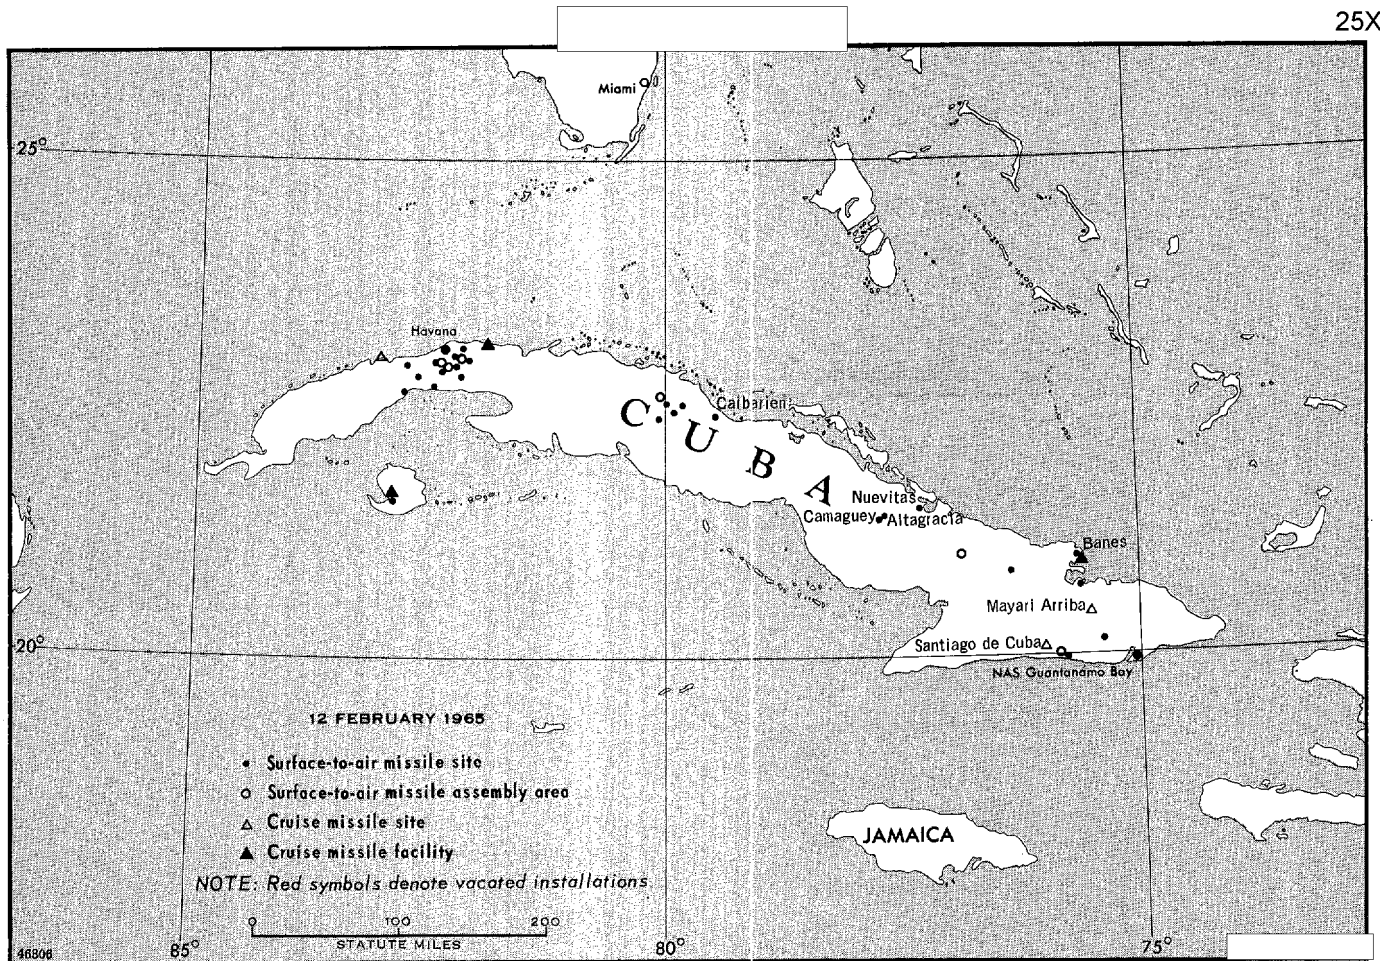 25X
Miami
25°
Havana
Caibarien
CUBA
Nuevitas
Camaguey
Altagracia
Banes
Mayari Arriba
Santiago de Cuba
20°
NAS Guantanamo Bay
12 FEBRUARY 1965
Surface-to-air missile site
Surface-to-air missile assembly area
Cruise missile site
Cruise missile facility
NOTE: Red symbols denote vacated installations
JAMAICA
0 100 200
STATUTE MILES
46806
85°
80°
75°